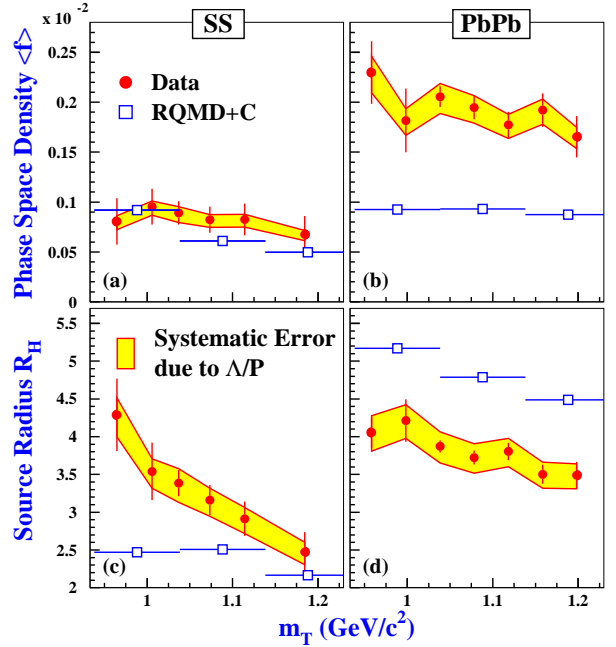 x 10⁻²
SS
PbPb
Phase Space Density <f>
0.25
0.2
0.15
0.1
0.05
0
Data
RQMD+C
(a)
(b)
Source Radius R_H
5.5
5
4.5
4
3.5
3
2.5
2
Systematic Error
due to Λ/P
(c)
(d)
1
1.1
1.2
1
1.1
1.2
m_T (GeV/c²)